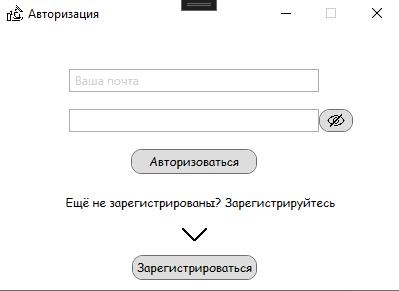 Авторизация
Ваша почта
Авторизоваться
Ещё не зарегистрированы? Зарегистрируйтесь
Зарегистрироваться